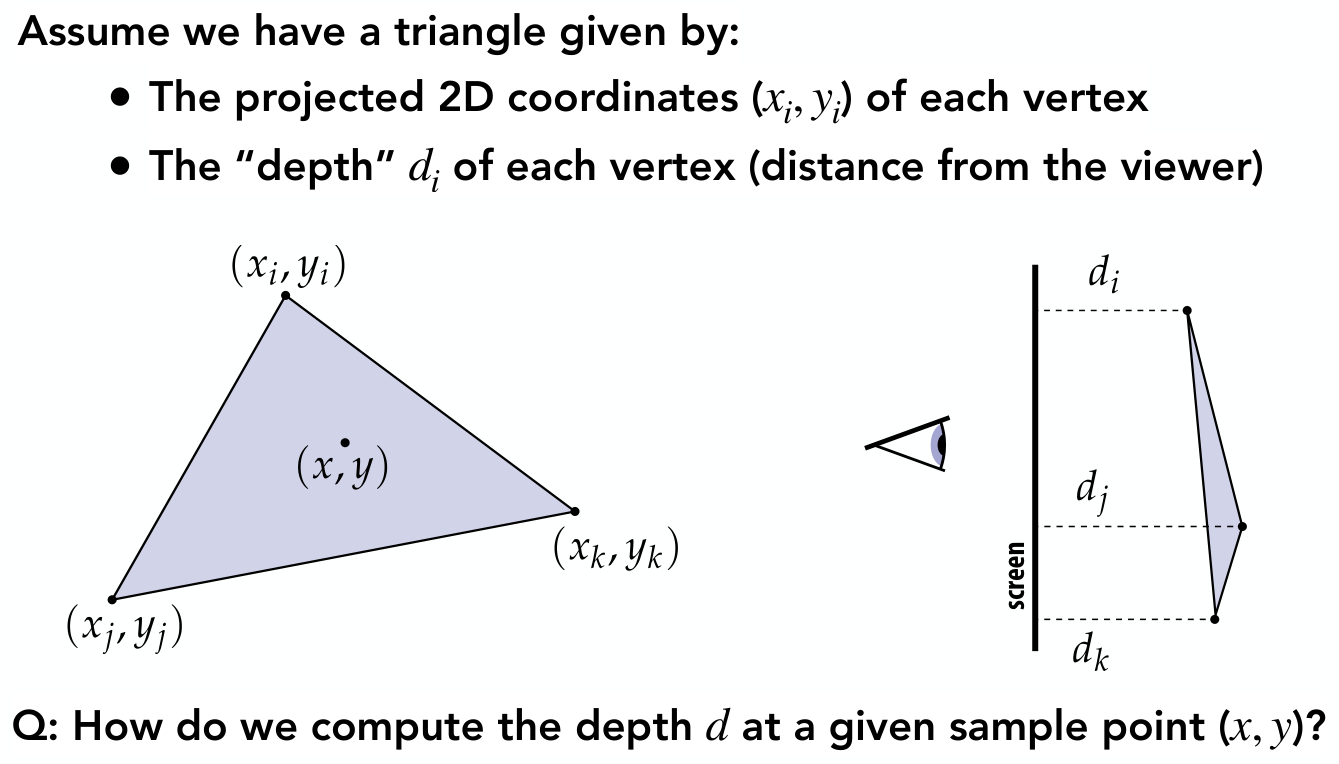 Assume we have a triangle given by:
• The projected 2D coordinates (xᵢ, yᵢ) of each vertex
• The “depth” dᵢ of each vertex (distance from the viewer)
(xᵢ, yᵢ)
(x, y)
(xⱼ, yⱼ)
(xₖ, yₖ)
dᵢ
dⱼ
screen
dₖ
Q: How do we compute the depth d at a given sample point (x, y)?